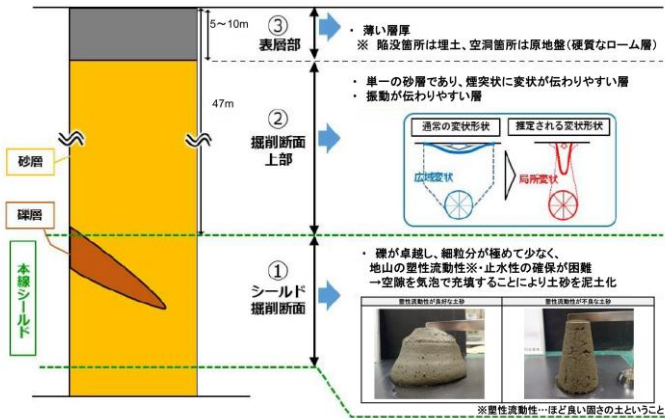 5～10m
47m
砂層
礫層
本線シールド
③
表層部
・ 薄い層厚
※ 陥没箇所は埋土、空洞箇所は原地盤(硬質なローム層)
②
掘削断面
上部
・ 単一の砂層であり、煙突状に変状が伝わりやすい層
・ 振動が伝わりやすい層
通常の変状形状
推定される変状形状
広域変状
局所変状
①
シールド
掘削断面
・ 礫が卓越し、細粒分が極めて少なく、
地山の塑性流動性※・止水性の確保が困難
→空隙を気泡で充填することにより土砂を泥土化
塑性流動性が良好な土砂
塑性流動性が不良な土砂
※塑性流動性…ほど良い固さの土ということ